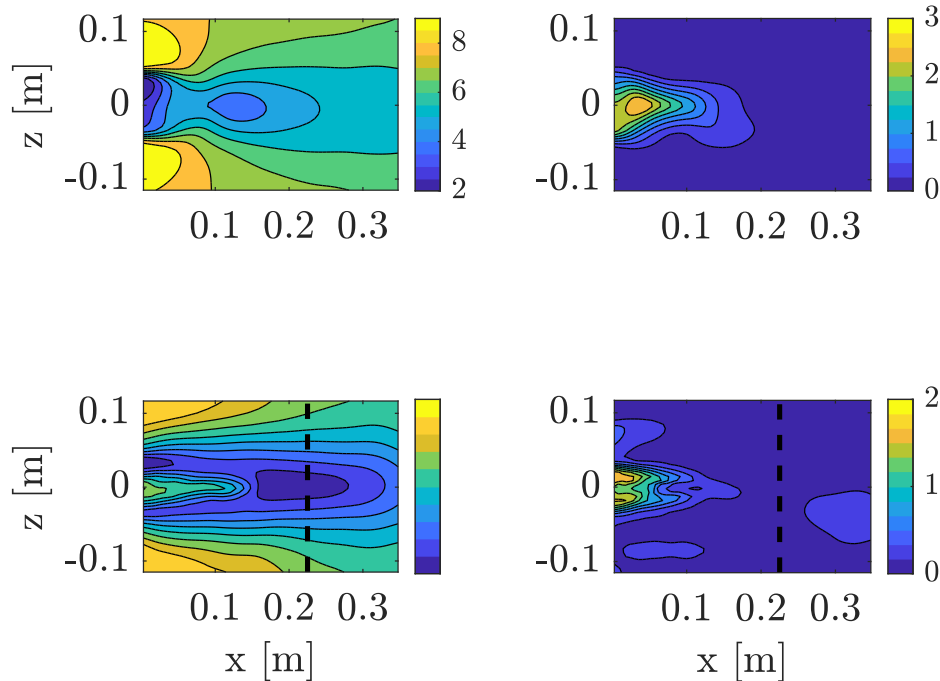 0.1 8 0.1 3
z [m] 0 6 0 2
4 1
-0.1 2 -0.1 0
0.1 0.2 0.3 0.1 0.2 0.3
0.1 0.1 2
z [m] 0 0 1
-0.1 -0.1 0
0.1 0.2 0.3 0.1 0.2 0.3
x [m] x [m]